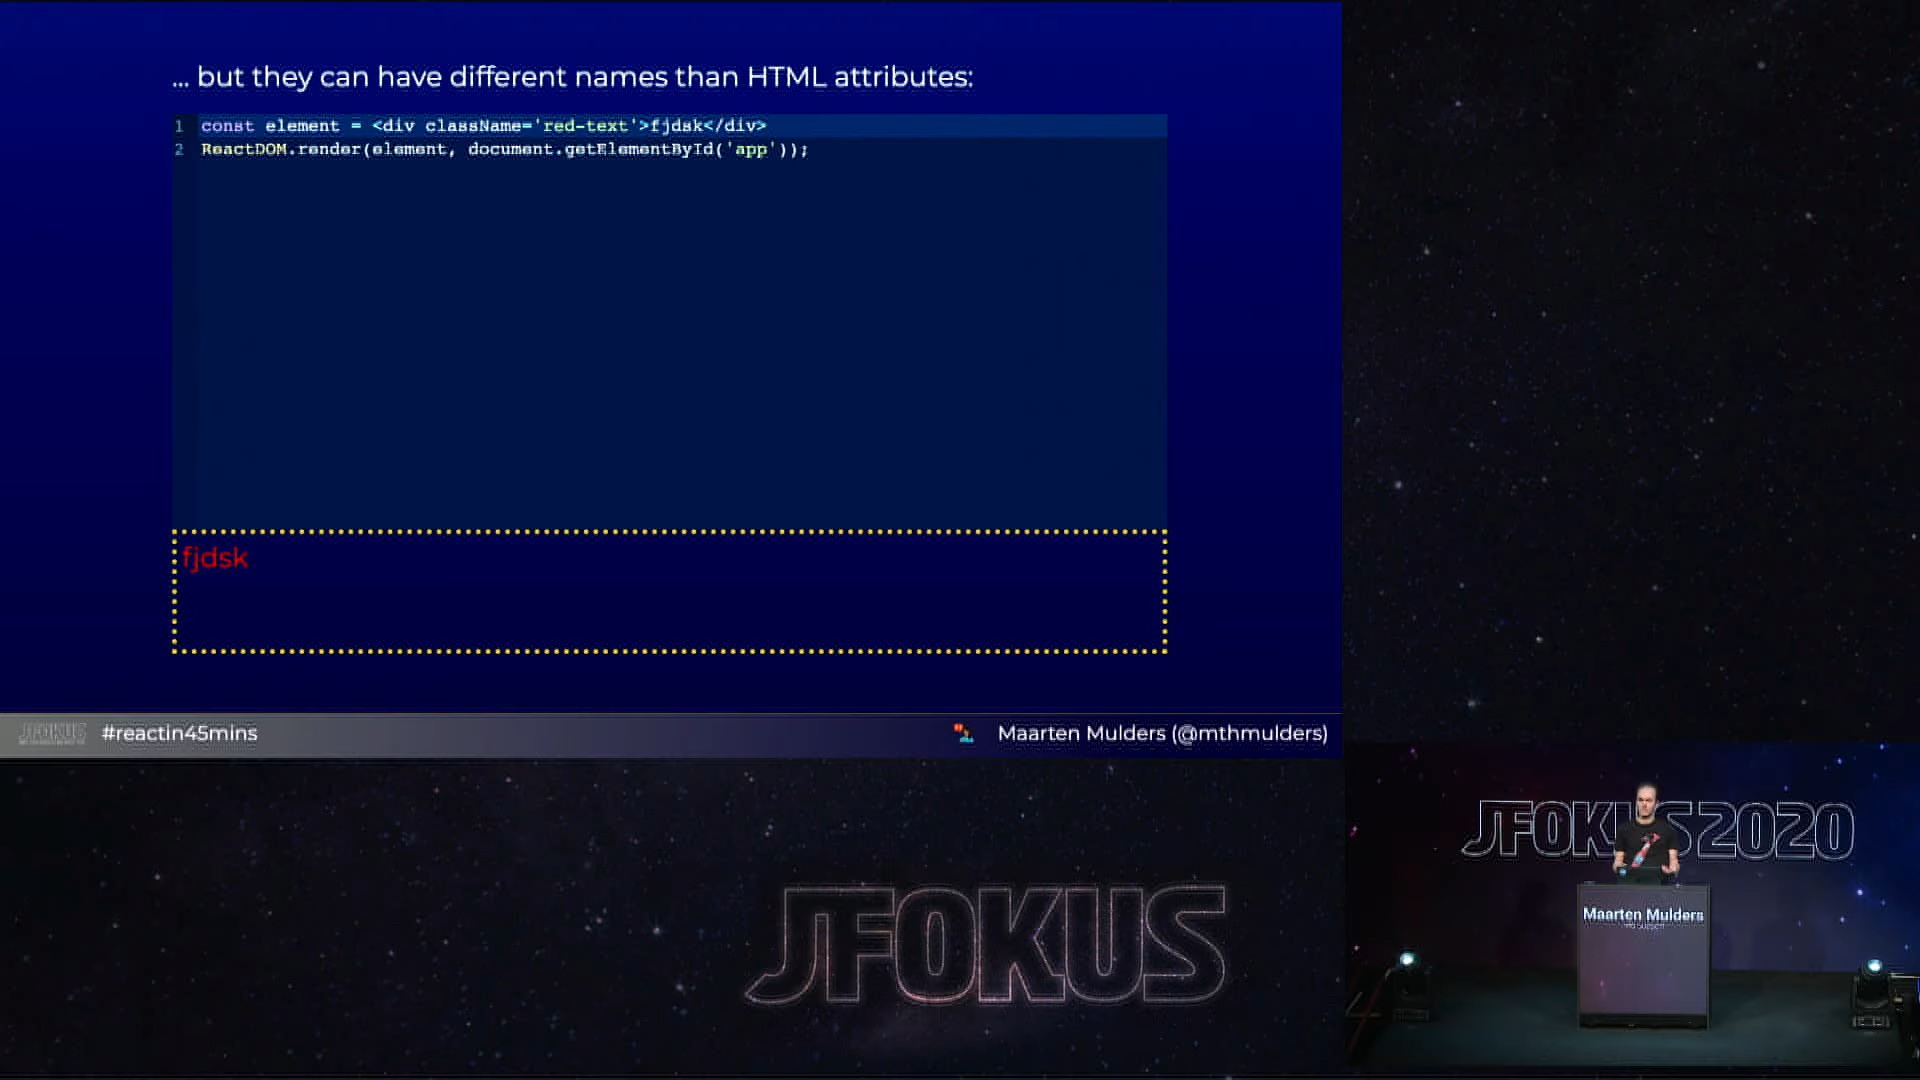 ... but they can have different names than HTML attributes:
1 const element = <div className='red-text'>fjdsk</div>
2 ReactDOM.render(element, document.getElementById('app'));
fjdsk
JFOKUS
#reactin45mins
Maarten Mulders (@mthmulders)
JFOKUS
JFOKUS2020
Maarten Mulders